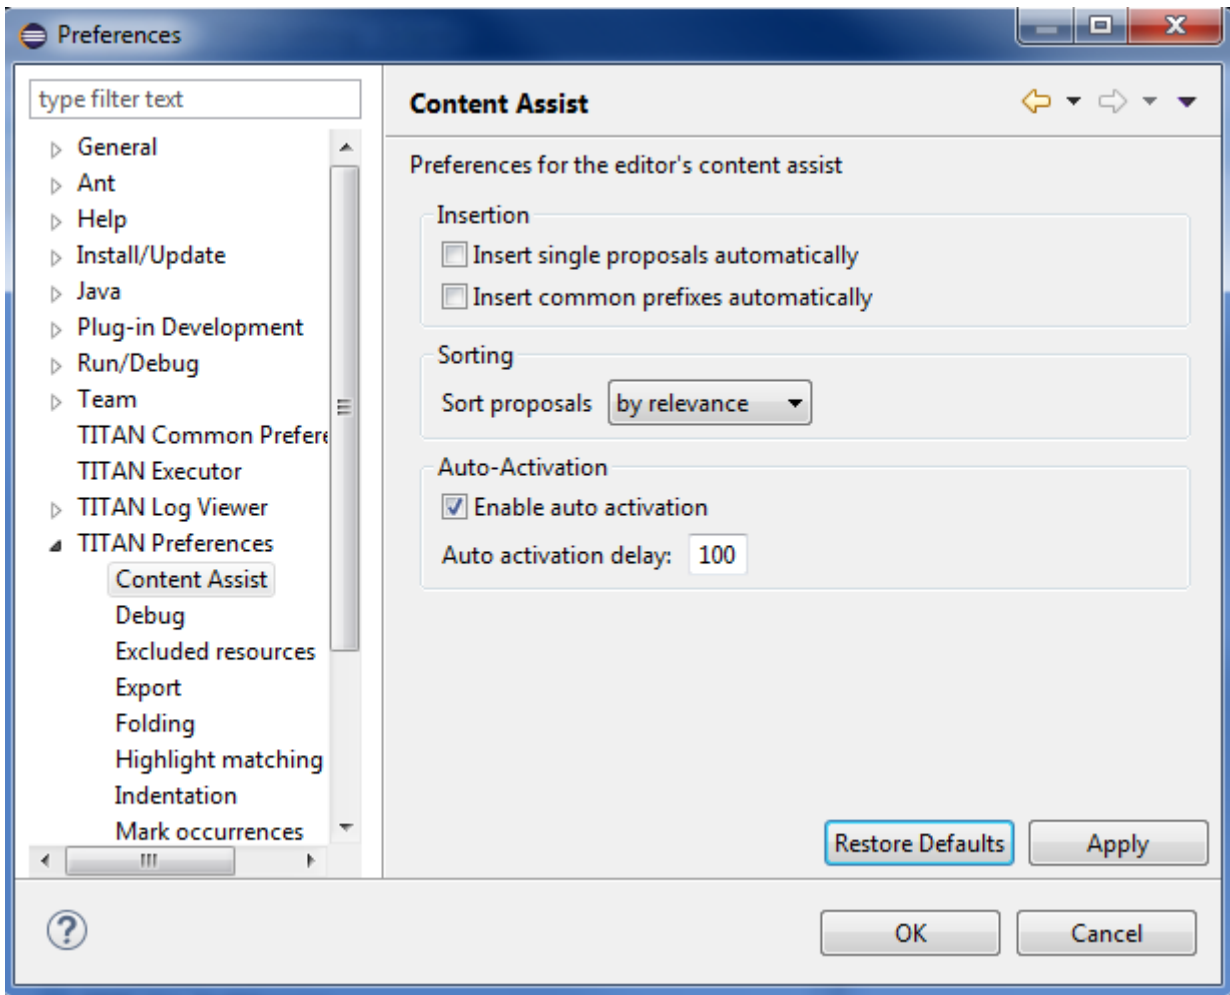 Preferences
type filter text
General
Ant
Help
Install/Update
Java
Plug-in Development
Run/Debug
Team
TITAN Common Prefere
TITAN Executor
TITAN Log Viewer
TITAN Preferences
Content Assist
Debug
Excluded resources
Export
Folding
Highlight matching
Indentation
Mark occurrences
Content Assist
Preferences for the editor's content assist
Insertion
Insert single proposals automatically
Insert common prefixes automatically
Sorting
Sort proposals by relevance
Auto-Activation
Enable auto activation
Auto activation delay: 100
Restore Defaults Apply
OK Cancel